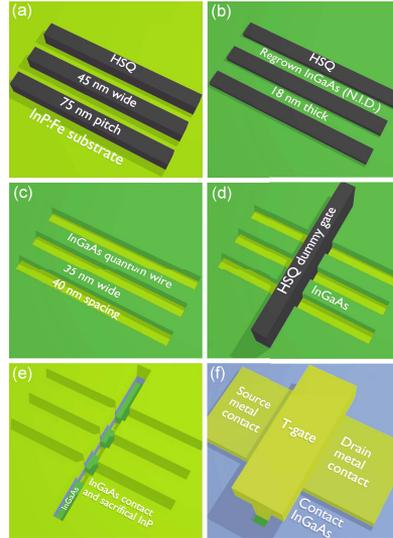 (a)
HSQ
45 nm wide
75 nm pitch
InP:Fe substrate
(b)
HSQ
Regrown InGaAs (N.I.D.)
18 nm thick
(c)
InGaAs quantum wire
35 nm wide
40 nm spacing
(d)
HSQ dummy gate
InGaAs
(e)
InGaAs
InGaAs contact
and sacrifical InP
(f)
Source
metal
contact
T-gate
Drain
metal
contact
Contact
InGaAs